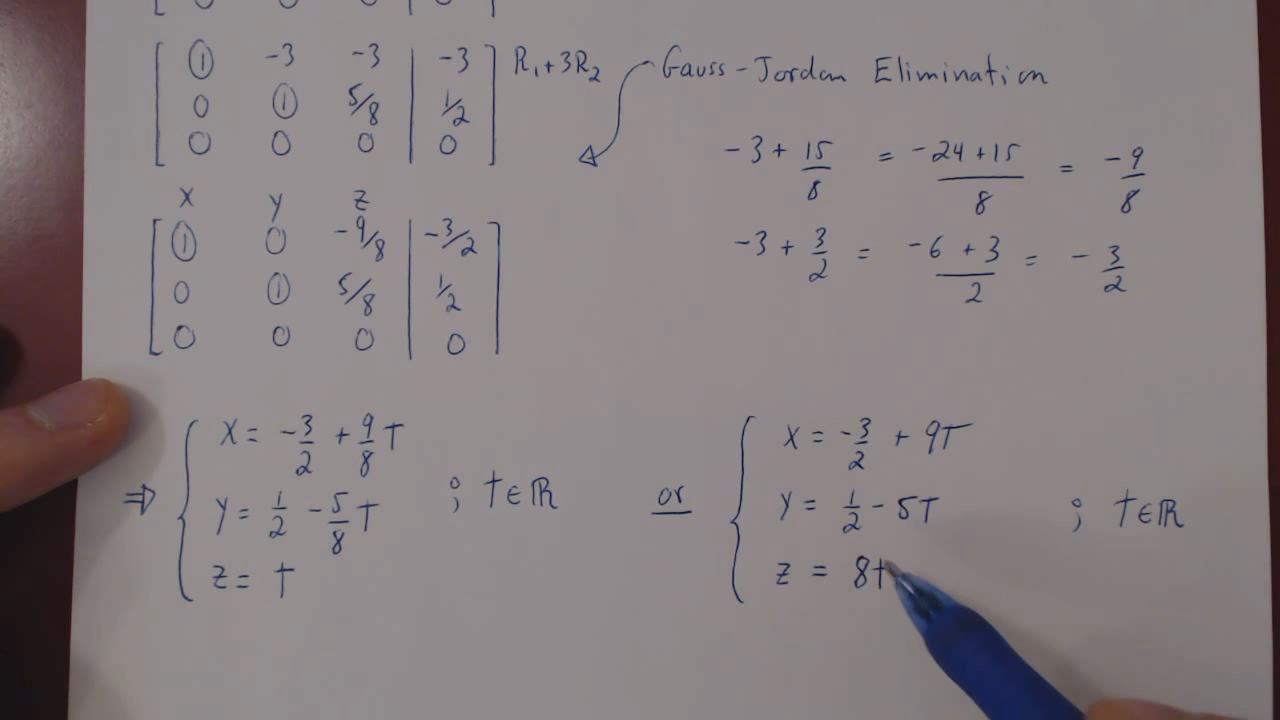 [ 1 -3 -3 | -3 ] R₁+3R₂
[ 0 1 5/8 | 1/2 ]
[ 0 0 0 | 0 ]
Gauss-Jordan Elimination
-3 + 15/8 = (-24+15)/8 = -9/8
-3 + 3/2 = (-6+3)/2 = -3/2
X Y Z
[ 1 0 -9/8 | -3/2 ]
[ 0 1 5/8 | 1/2 ]
[ 0 0 0 | 0 ]
⇒ { X = -3/2 + 9/8 t
Y = 1/2 - 5/8 t ; t∈ℝ
Z = t
or
{ X = -3/2 + 9t
Y = 1/2 - 5t ; t∈ℝ
Z = 8t